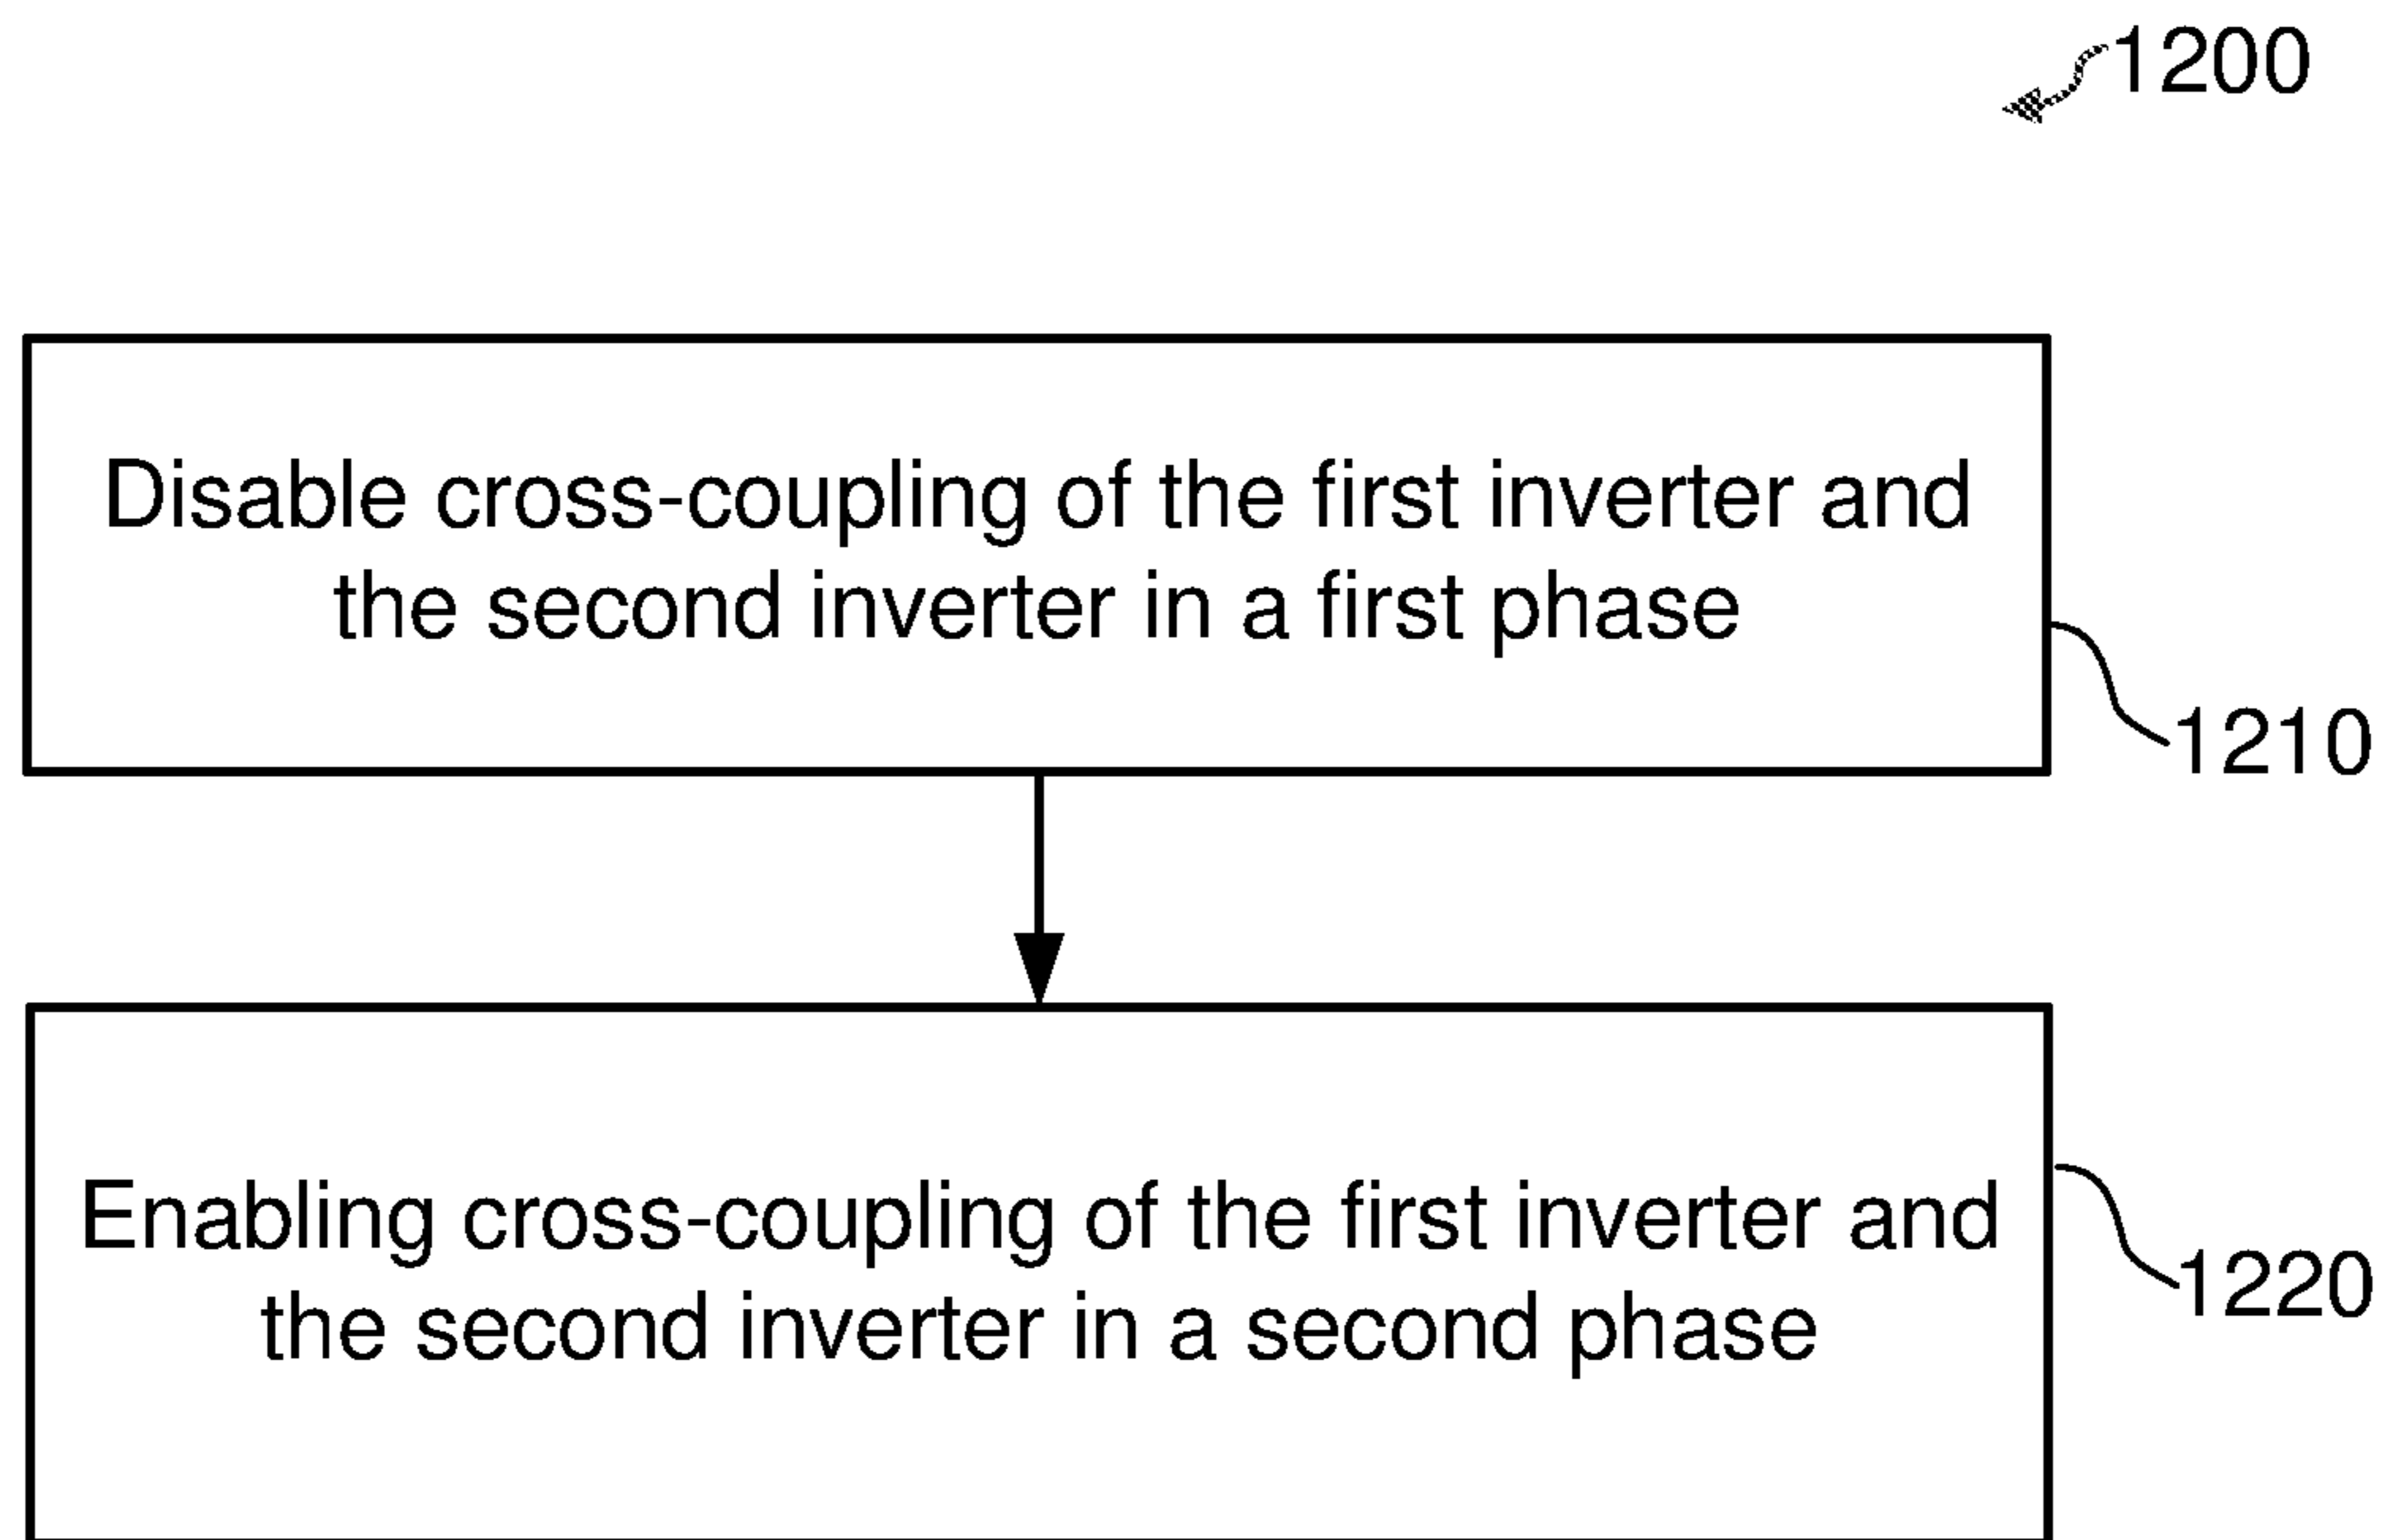 1200
Disable cross-coupling of the first inverter and
the second inverter in a first phase
1210
Enabling cross-coupling of the first inverter and
the second inverter in a second phase
1220